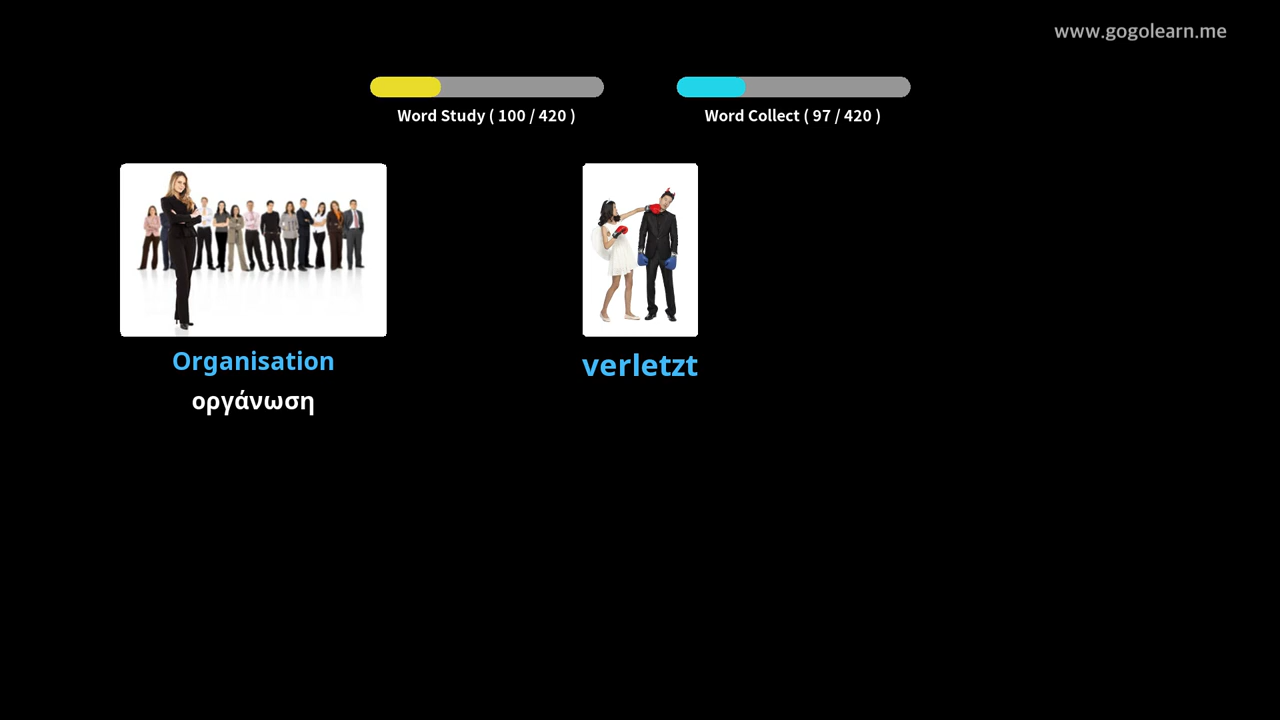 www.gogolearn.me
Word Study ( 100 / 420 )
Word Collect ( 97 / 420 )
Organisation
οργάνωση
verletzt